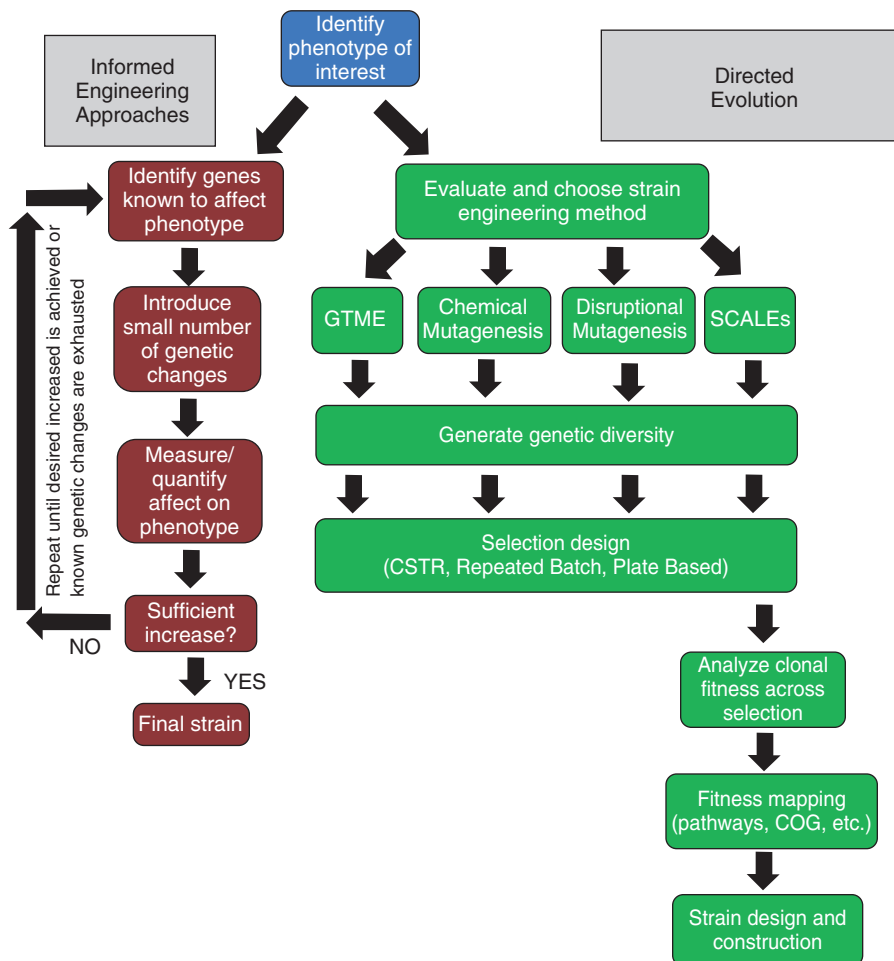 Informed
Engineering
Approaches
Identify
phenotype of
interest
Directed
Evolution
Identify genes
known to affect
phenotype
Introduce
small number
of genetic
changes
Measure/
quantify
affect on
phenotype
Sufficient
increase?
NO
YES
Final strain
Repeat until desired increased is achieved or
known genetic changes are exhausted
Evaluate and choose strain
engineering method
GTME
Chemical
Mutagenesis
Disruptional
Mutagenesis
SCALEs
Generate genetic diversity
Selection design
(CSTR, Repeated Batch, Plate Based)
Analyze clonal
fitness across
selection
Fitness mapping
(pathways, COG, etc.)
Strain design and
construction